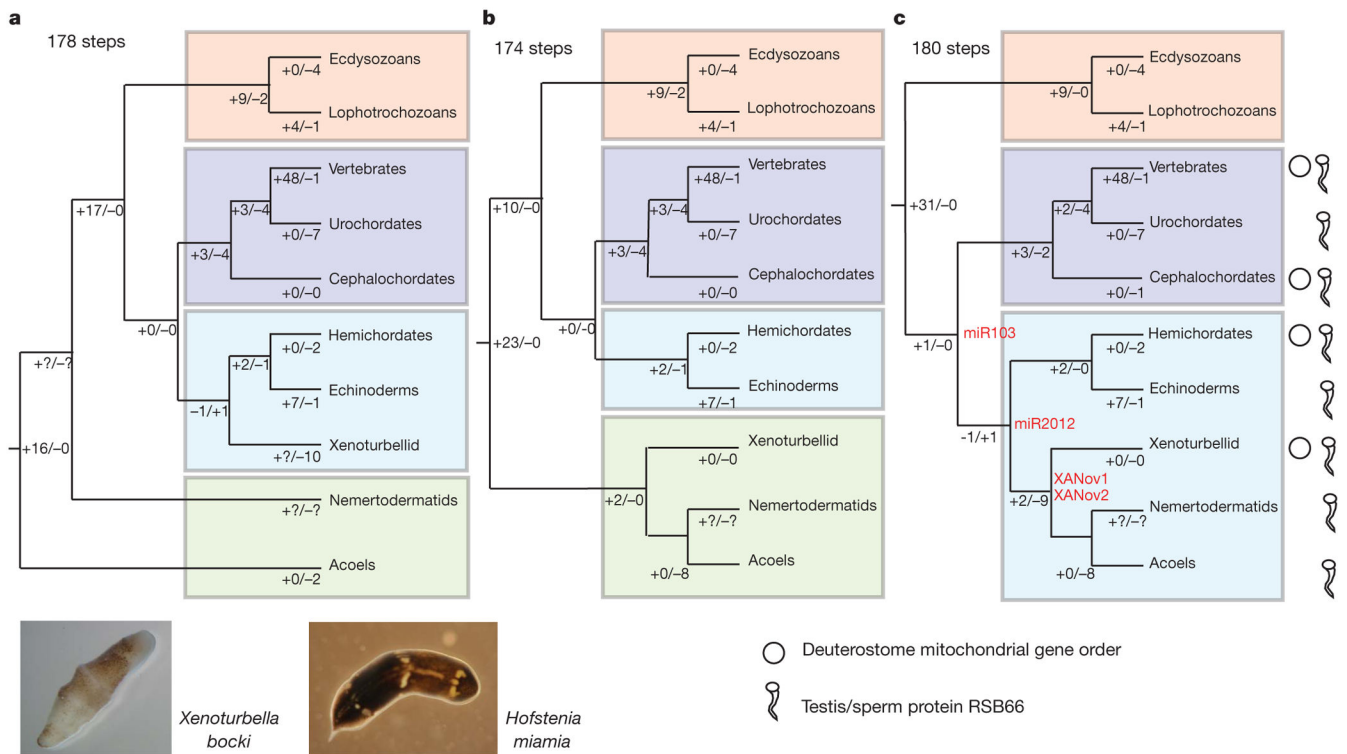 a
178 steps
Ecdysozoans
+0/–4
+9/–2
Lophotrochozoans
+4/–1
Vertebrates
+48/–1
+17/–0
+3/–4
Urochordates
+0/–7
+3/–4
Cephalochordates
+0/–0
+0/–0
Hemichordates
+0/–2
+?/–?
+2/–1
Echinoderms
+7/–1
–1/+1
Xenoturbellid
+?/–10
+16/–0
Nemertodermatids
+?/–?
Acoels
+0/–2
b
174 steps
Ecdysozoans
+0/–4
+9/–2
Lophotrochozoans
+4/–1
Vertebrates
+48/–1
+10/–0
+3/–4
Urochordates
+0/–7
+3/–4
Cephalochordates
+0/–0
+0/–0
Hemichordates
+0/–2
+23/–0
+2/–1
Echinoderms
+7/–1
Xenoturbellid
+0/–0
+2/–0
Nemertodermatids
+?/–?
Acoels
+0/–8
c
180 steps
Ecdysozoans
+0/–4
+9/–0
Lophotrochozoans
+4/–1
Vertebrates
+48/–1
+31/–0
+2/–4
Urochordates
+0/–7
+3/–2
Cephalochordates
+0/–1
miR103
+1/–0
Hemichordates
+0/–2
+2/–0
Echinoderms
+7/–1
miR2012
-1/+1
Xenoturbellid
+0/–0
XANov1
XANov2
+2/–9
Nemertodermatids
+?/–?
Acoels
+0/–8
Xenoturbella
bocki
Hofstenia
miamia
Deuterostome mitochondrial gene order
Testis/sperm protein RSB66